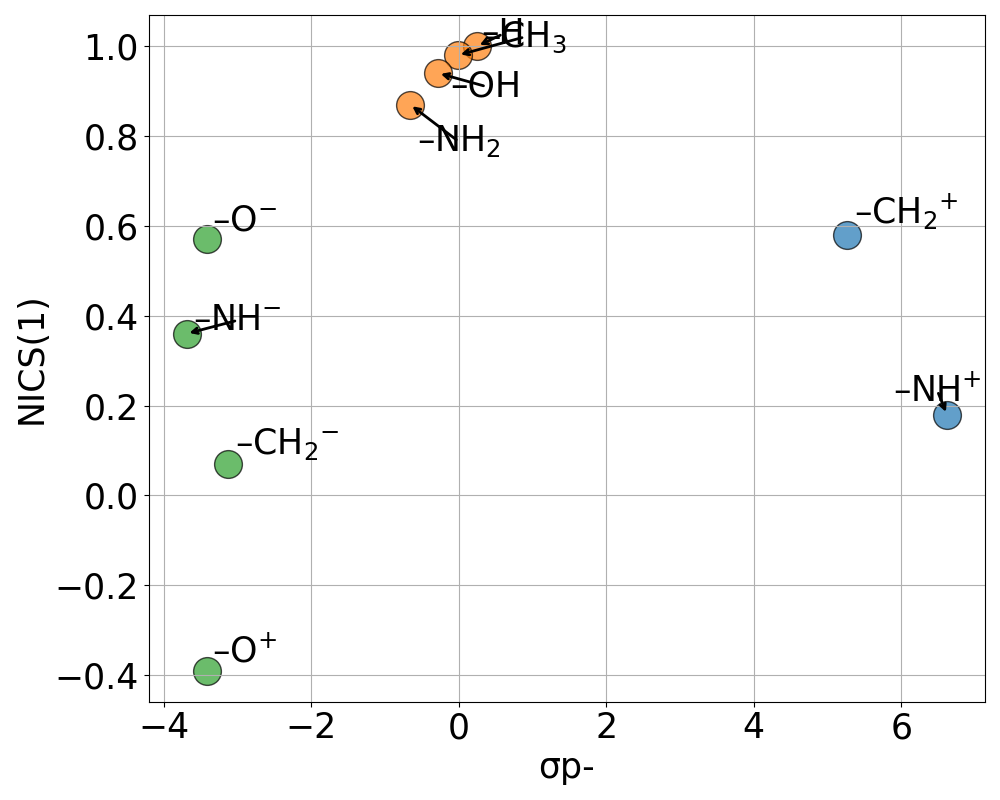 1.0
0.8
0.6
0.4
0.2
0.0
−0.2
−0.4
NICS(1)
–H
–CH₃
–OH
–NH₂
–O⁻
–CH₂⁺
–NH⁻
–NH⁺
–CH₂⁻
–O⁺
−4 −2 0 2 4 6
σp-